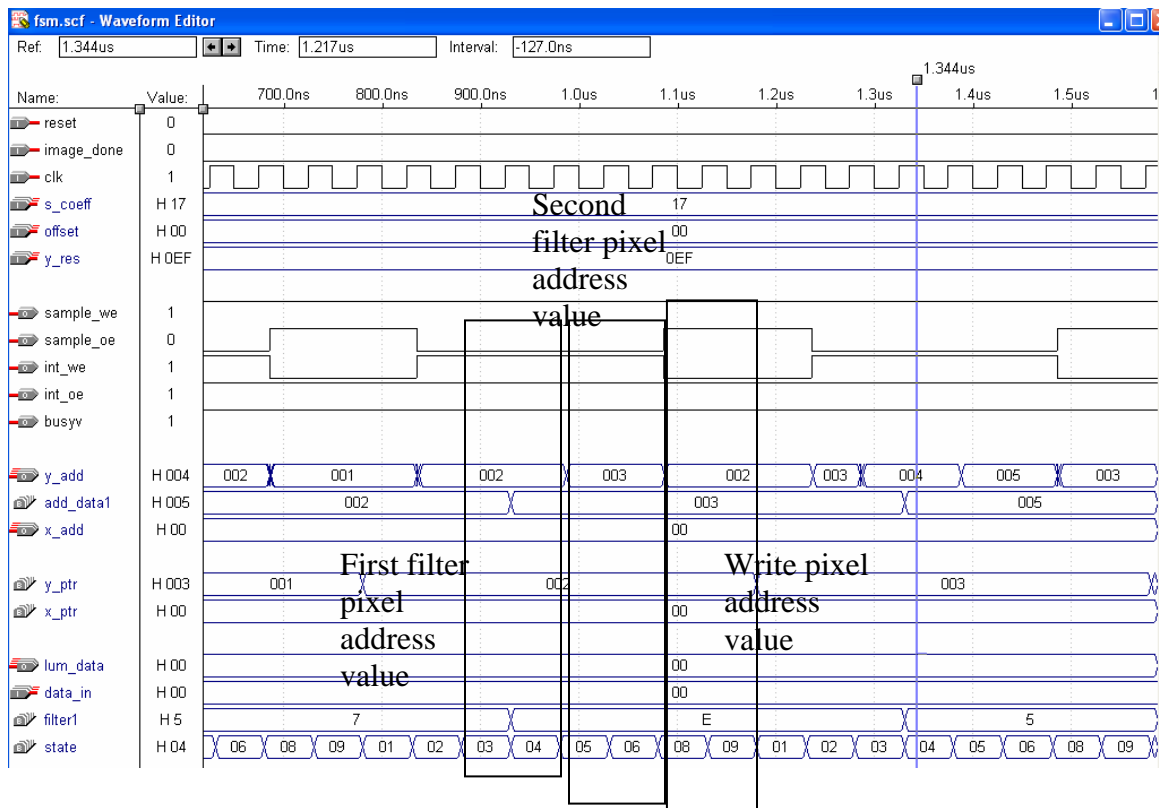 fsm.scf - Waveform Editor
Ref: 1.344us Time: 1.217us Interval: -127.0ns
1.344us
Name: Value: 700.0ns 800.0ns 900.0ns 1.0us 1.1us 1.2us 1.3us 1.4us 1.5us 1
reset 0
image_done 0
clk 1
s_coeff H 17 17
offset H 00 00
y_res H 0EF 0EF
Second
filter pixel
address
value
sample_we 1
sample_oe 0
int_we 1
int_oe 1
busyv 1
y_add H 004 002 001 002 003 002 003 004 005 003
add_data1 H 005 002 003 005
x_add H 00 00
First filter
pixel
address
value
Write pixel
address
value
y_ptr H 003 001 002 003
x_ptr H 00 00
lum_data H 00 00
data_in H 00 00
filter1 H 5 7 E 5
state H 04 06 08 09 01 02 03 04 05 06 08 09 01 02 03 04 05 06 08 09